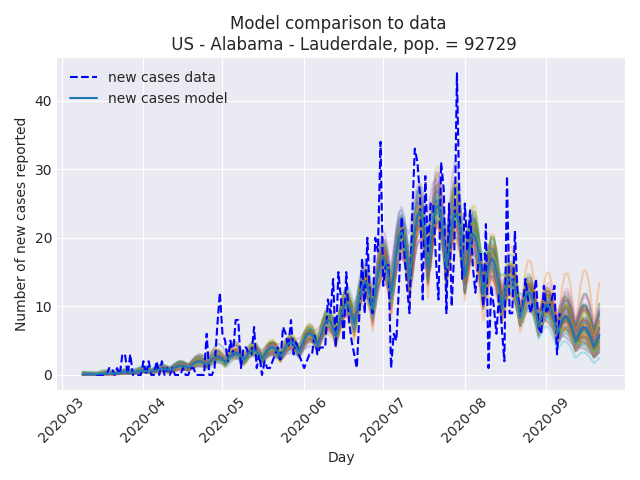 Model comparison to data
US - Alabama - Lauderdale, pop. = 92729
new cases data
new cases model
Number of new cases reported
40
30
20
10
0
2020-03
2020-04
2020-05
2020-06
2020-07
2020-08
2020-09
Day